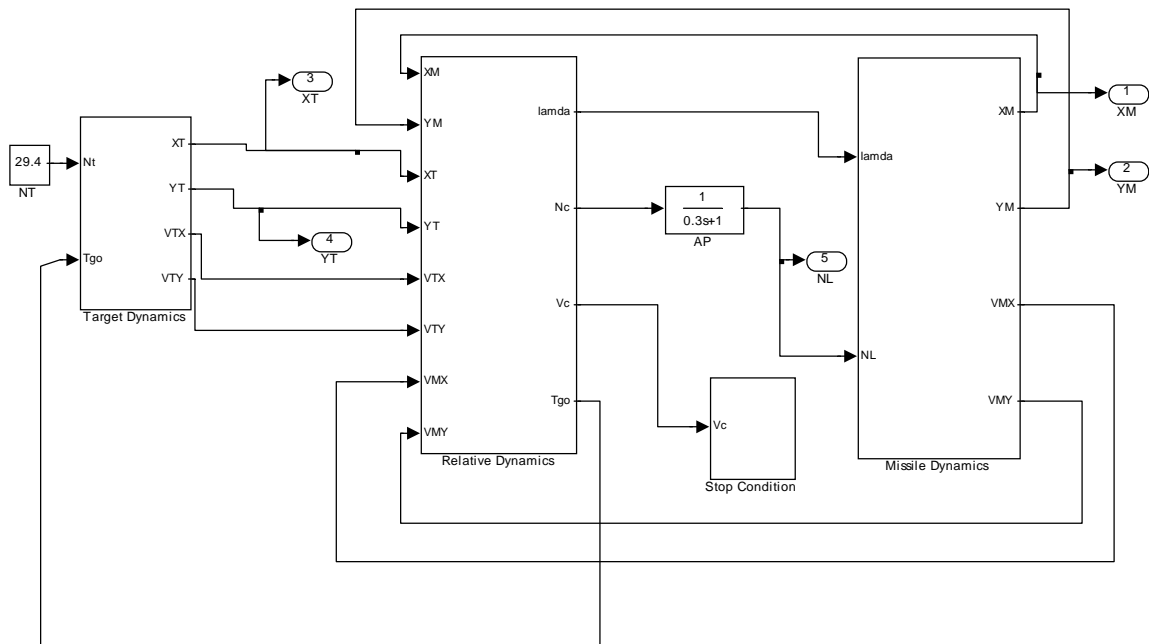 3
XT
29.4
NT
Nt
Tgo
XT
YT
VTX
VTY
Target Dynamics
4
YT
XM
YM
XT
YT
VTX
VTY
VMX
VMY
lamda
Nc
Vc
Tgo
Relative Dynamics
1
0.3s+1
AP
5
NL
Vc
Stop Condition
lamda
NL
XM
YM
VMX
VMY
Missile Dynamics
1
XM
2
YM